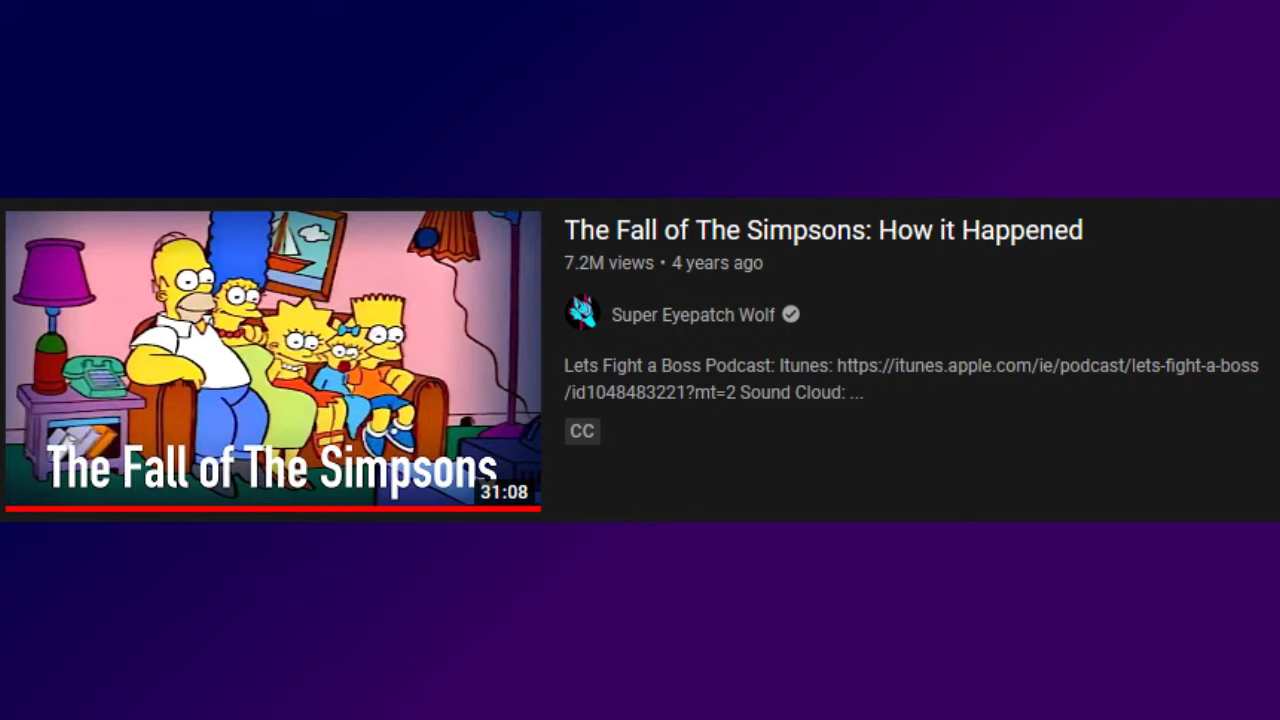 The Fall of The Simpsons
31:08
The Fall of The Simpsons: How it Happened
7.2M views • 4 years ago
Super Eyepatch Wolf
Lets Fight a Boss Podcast: Itunes: https://itunes.apple.com/ie/podcast/lets-fight-a-boss
/id1048483221?mt=2 Sound Cloud: ...
CC